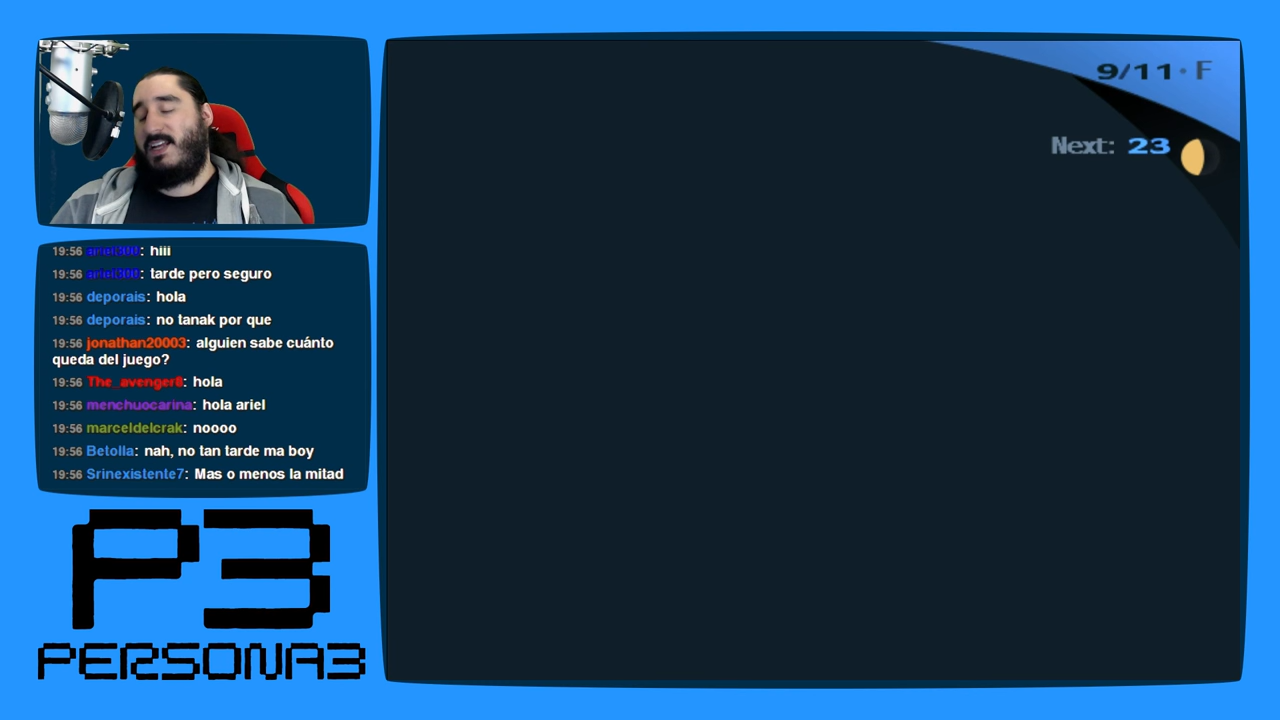 9/11·F
Next: 23
19:56 ariel300: hiii
19:56 ariel300: tarde pero seguro
19:56 deporais: hola
19:56 deporais: no tanak por que
19:56 jonathan20003: alguien sabe cuánto
queda del juego?
19:56 The_avenger8: hola
19:56 menchuocarina: hola ariel
19:56 marceldelcrak: noooo
19:56 Betolla: nah, no tan tarde ma boy
19:56 Srinexistente7: Mas o menos la mitad
P3
PERSONA3